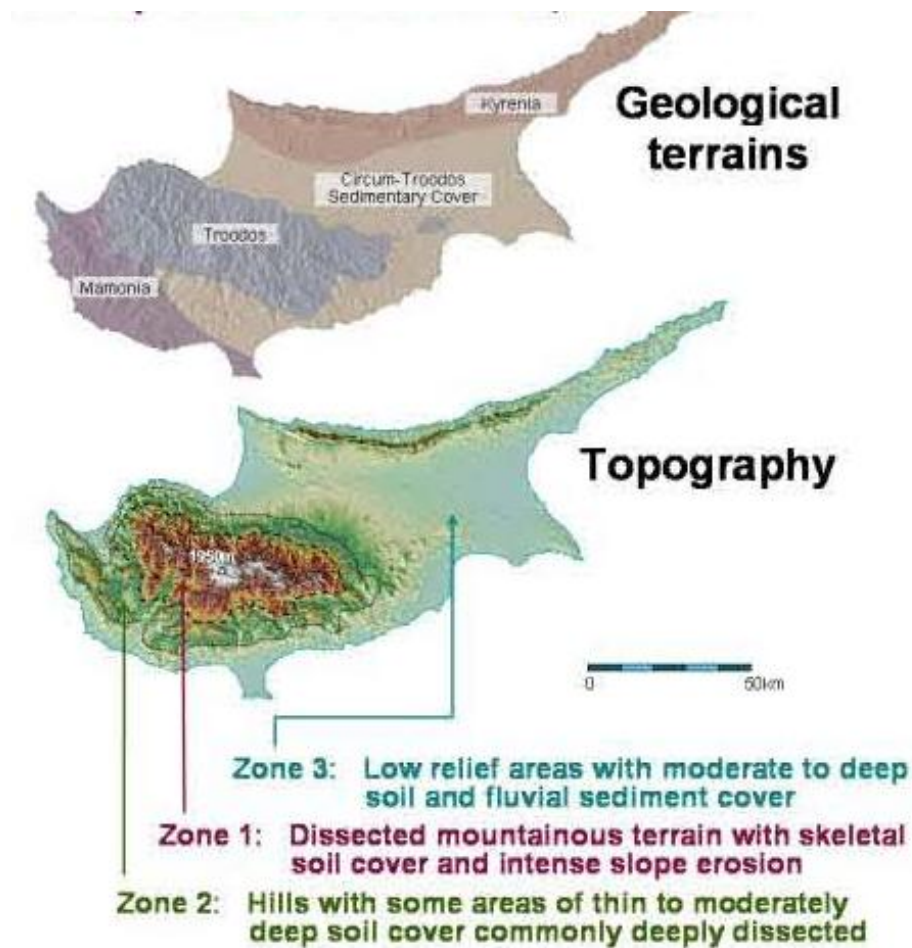 Geological
terrains
Kyrenia
Circum-Troodos
Sedimentary Cover
Troodos
Mamonia
Topography
1950m
0
50km
Zone 3: Low relief areas with moderate to deep
soil and fluvial sediment cover
Zone 1: Dissected mountainous terrain with skeletal
soil cover and intense slope erosion
Zone 2: Hills with some areas of thin to moderately
deep soil cover commonly deeply dissected